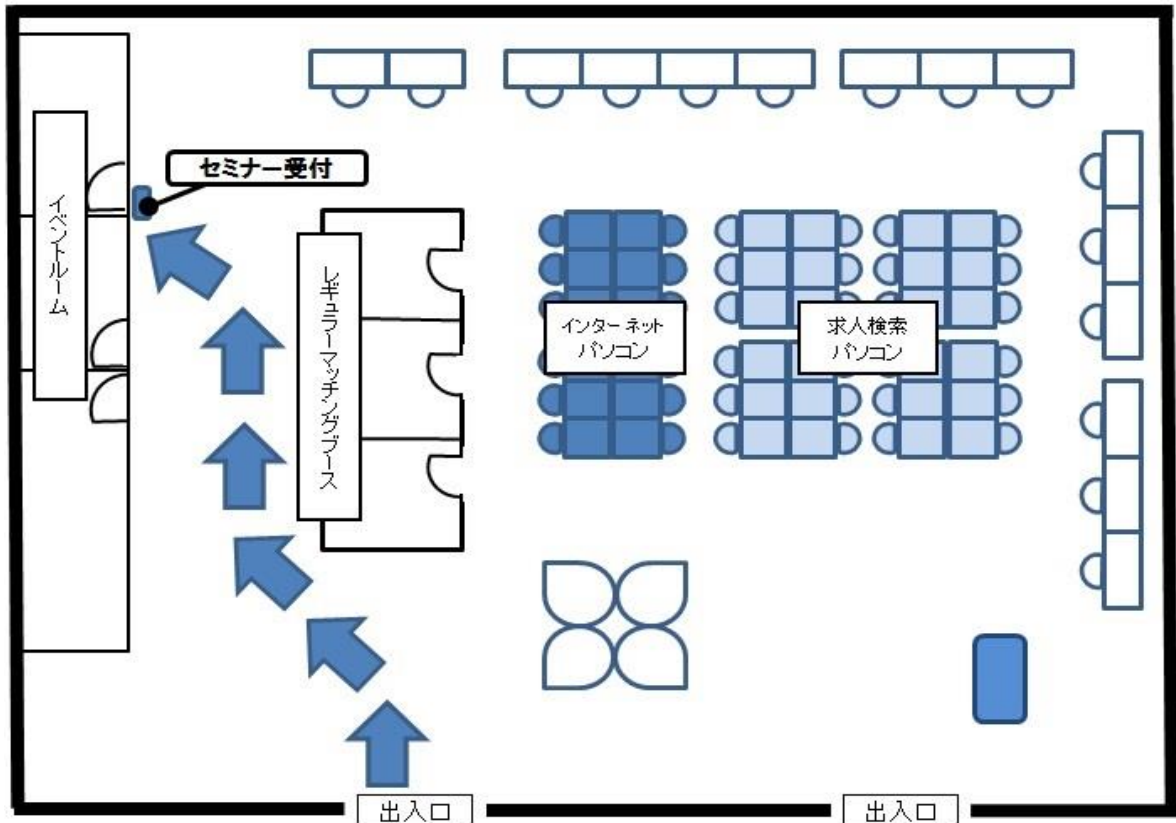 セミナー受付
イベントルーム
レギュラーマッチングブース
インターネット
パソコン
求人検索
パソコン
出入口
出入口